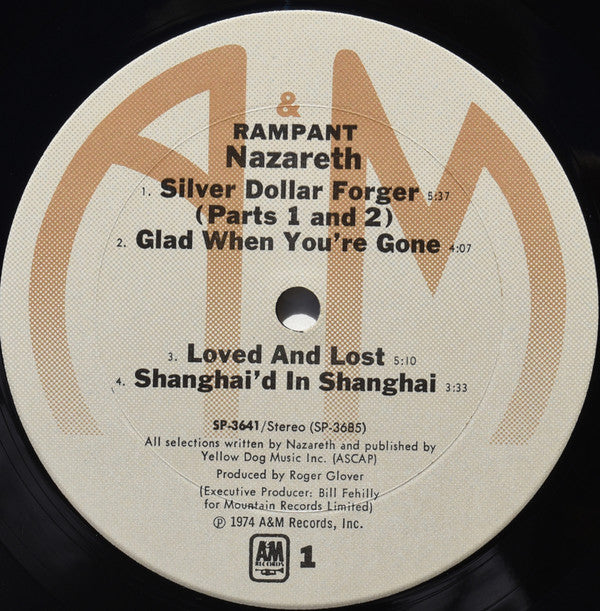 A & M
RAMPANT
Nazareth
1. Silver Dollar Forger 5:37
(Parts 1 and 2)
2. Glad When You're Gone 4:07
3. Loved And Lost 5:10
4. Shanghai'd In Shanghai 3:33
SP-3641/Stereo (SP-3685)
All selections written by Nazareth and published by
Yellow Dog Music Inc. (ASCAP)
Produced by Roger Glover
(Executive Producer: Bill Fehilly
for Mountain Records Limited)
℗ 1974 A&M Records, Inc.
AM RECORDS 1